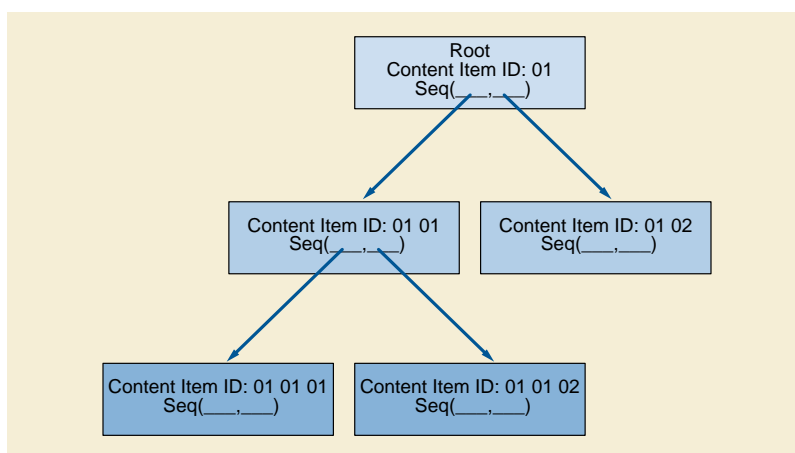 Root
Content Item ID: 01
Seq(___,___)
Content Item ID: 01 01
Seq(___,___)
Content Item ID: 01 02
Seq(___,___)
Content Item ID: 01 01 01
Seq(___,___)
Content Item ID: 01 01 02
Seq(___,___)